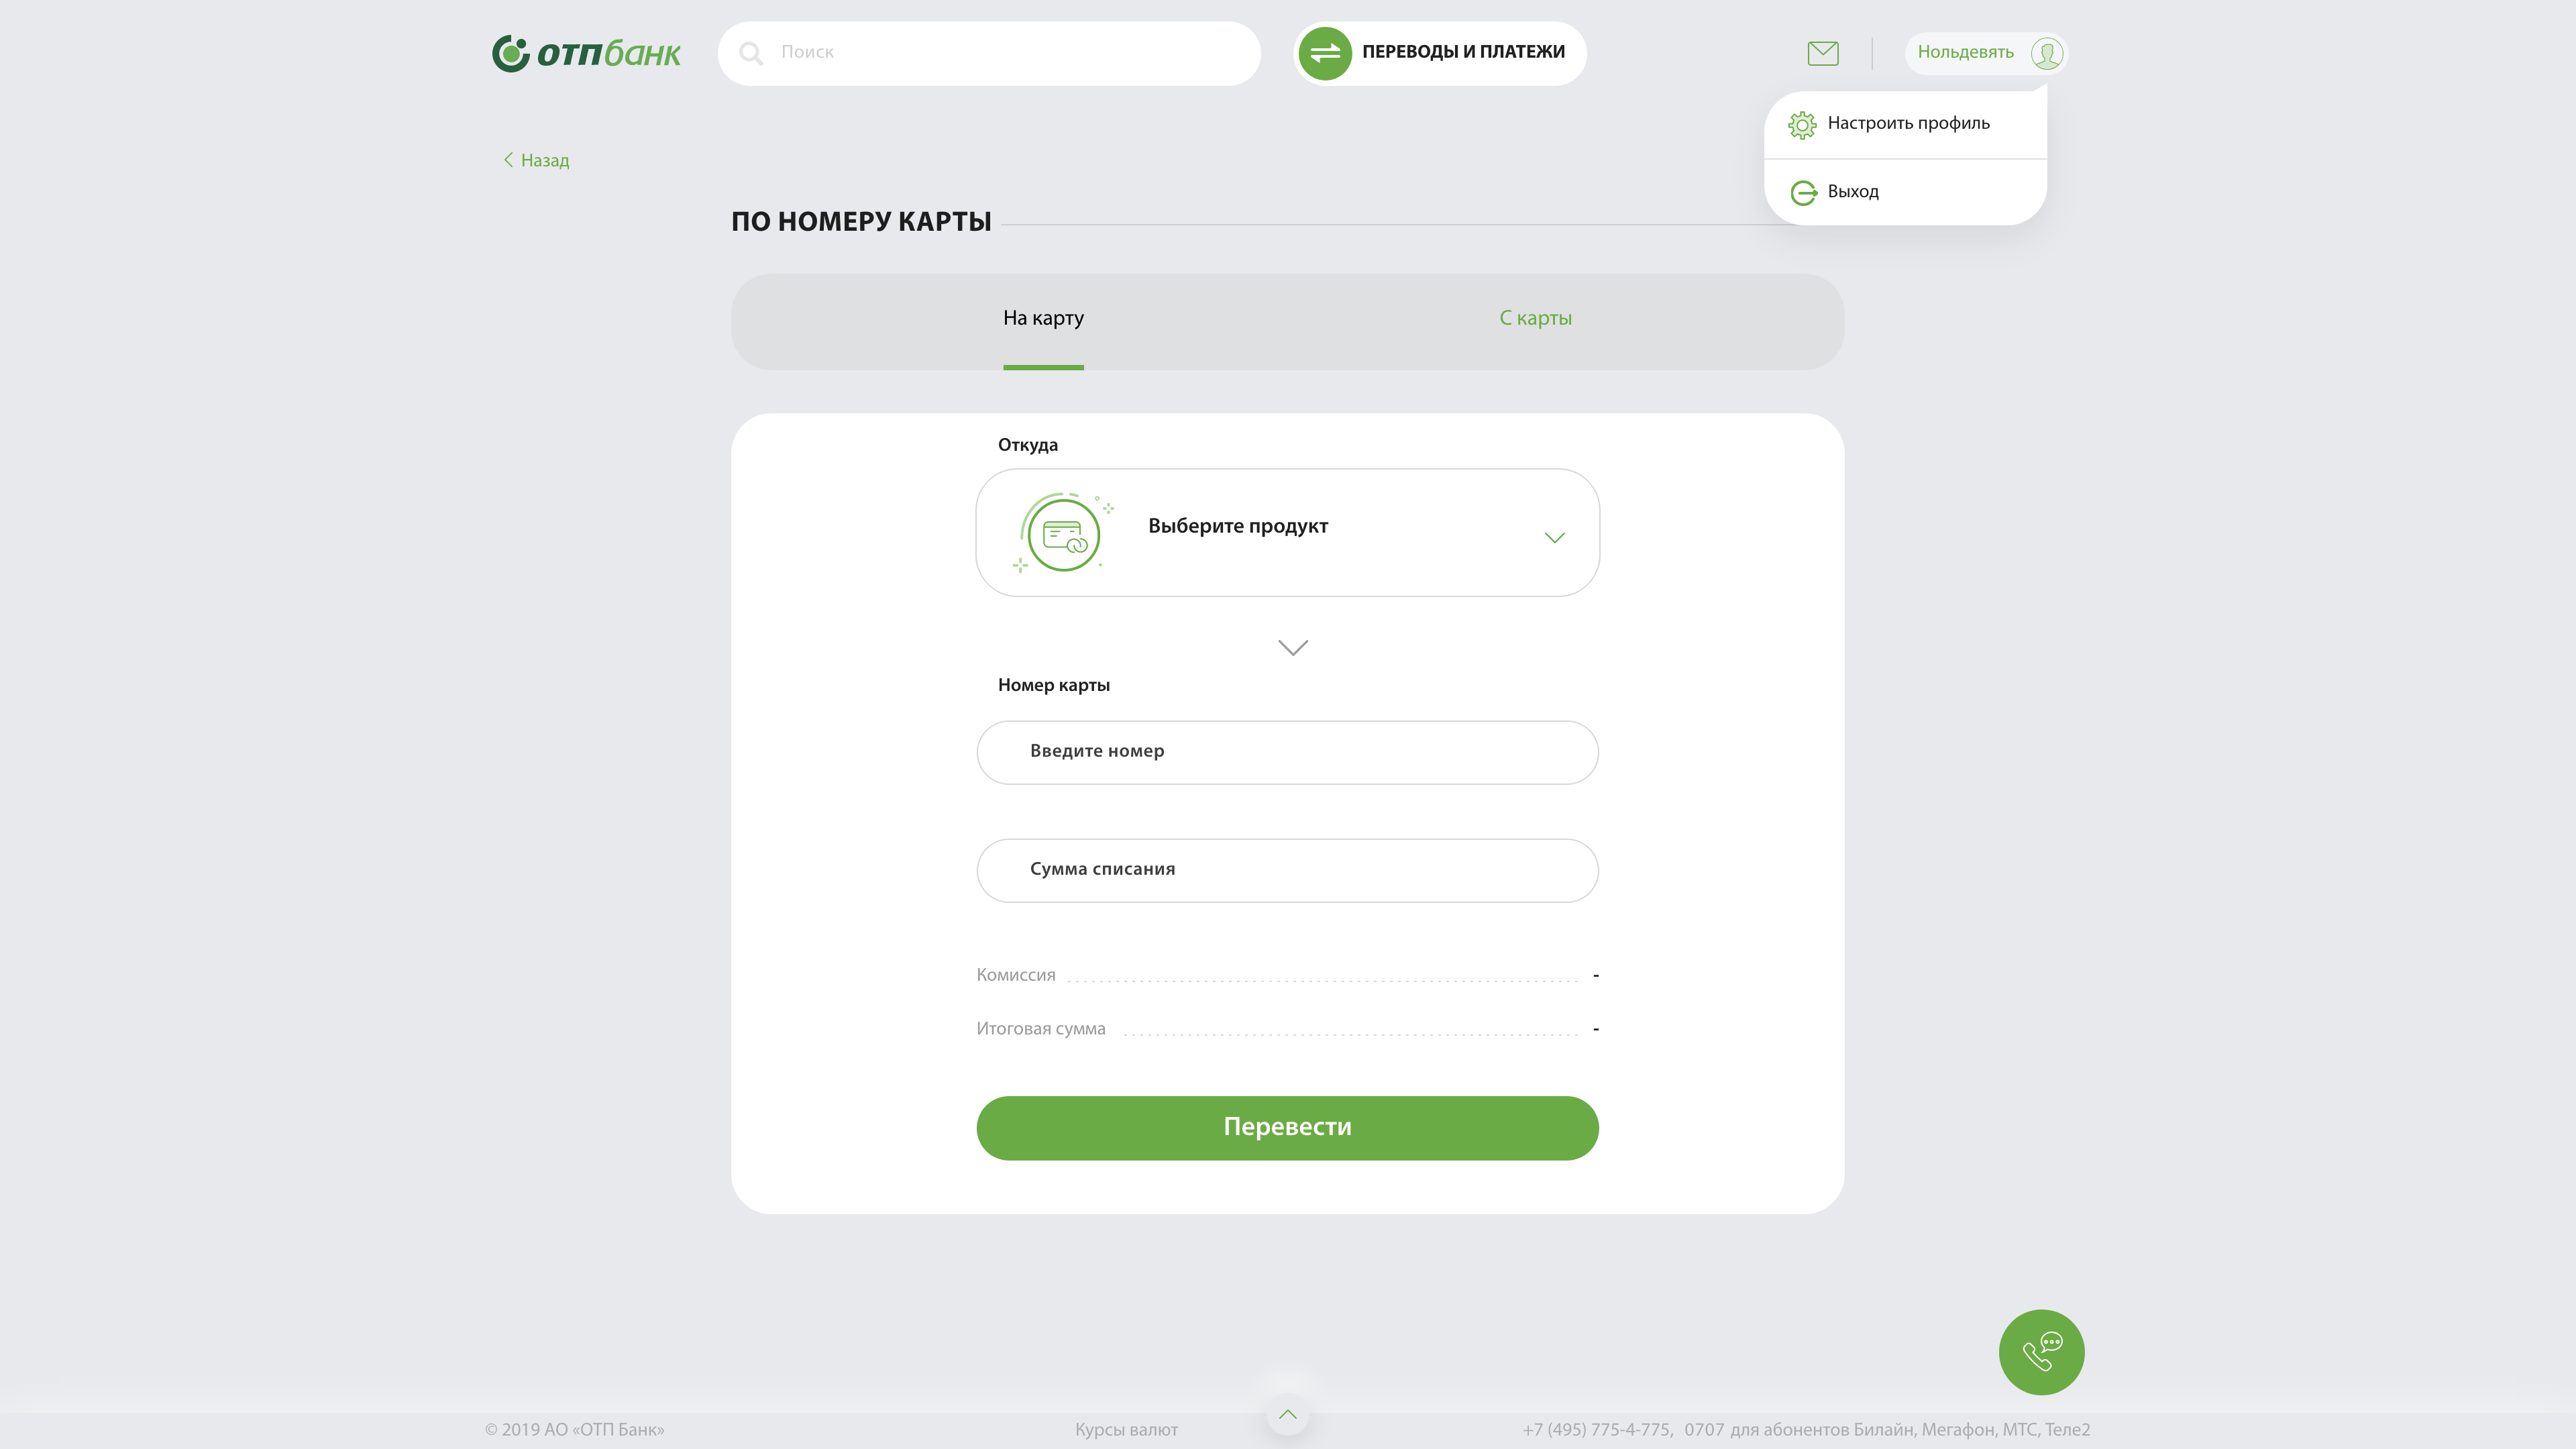 отпбанк
Поиск
ПЕРЕВОДЫ И ПЛАТЕЖИ
Нольдевять
Настроить профиль
Выход
Назад
ПО НОМЕРУ КАРТЫ
На карту
С карты
Откуда
Выберите продукт
Номер карты
Введите номер
Сумма списания
Комиссия -
Итоговая сумма -
Перевести
© 2019 АО «ОТП Банк»
Курсы валют
+7 (495) 775-4-775, 0707 для абонентов Билайн, Мегафон, МТС, Теле2